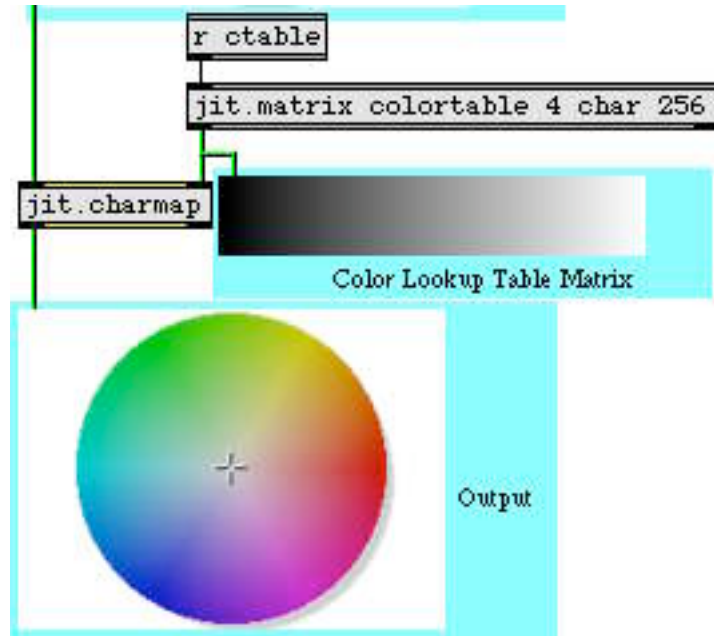 r ctable
jit.matrix colortable 4 char 256
jit.charmap
Color Lookup Table Matrix
Output